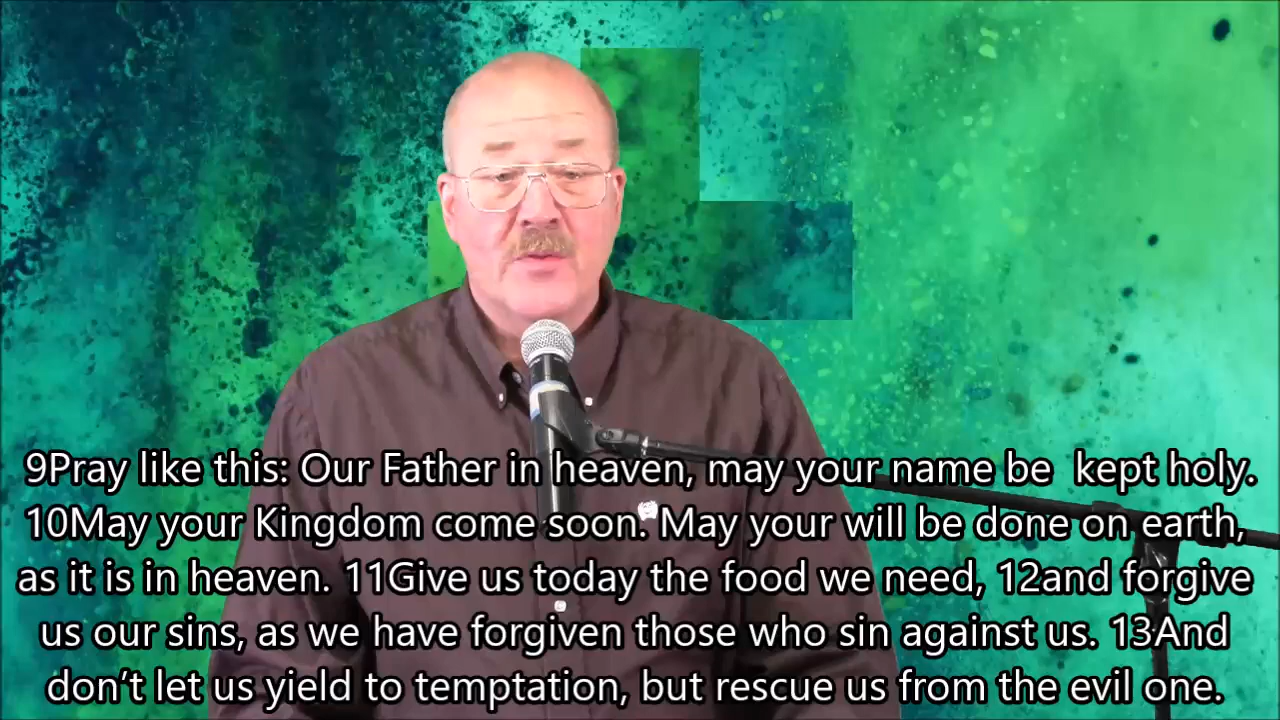 9Pray like this: Our Father in heaven, may your name be  kept holy.
10May your Kingdom come soon. May your will be done on earth,
as it is in heaven. 11Give us today the food we need, 12and forgive
us our sins, as we have forgiven those who sin against us. 13And
don’t let us yield to temptation, but rescue us from the evil one.